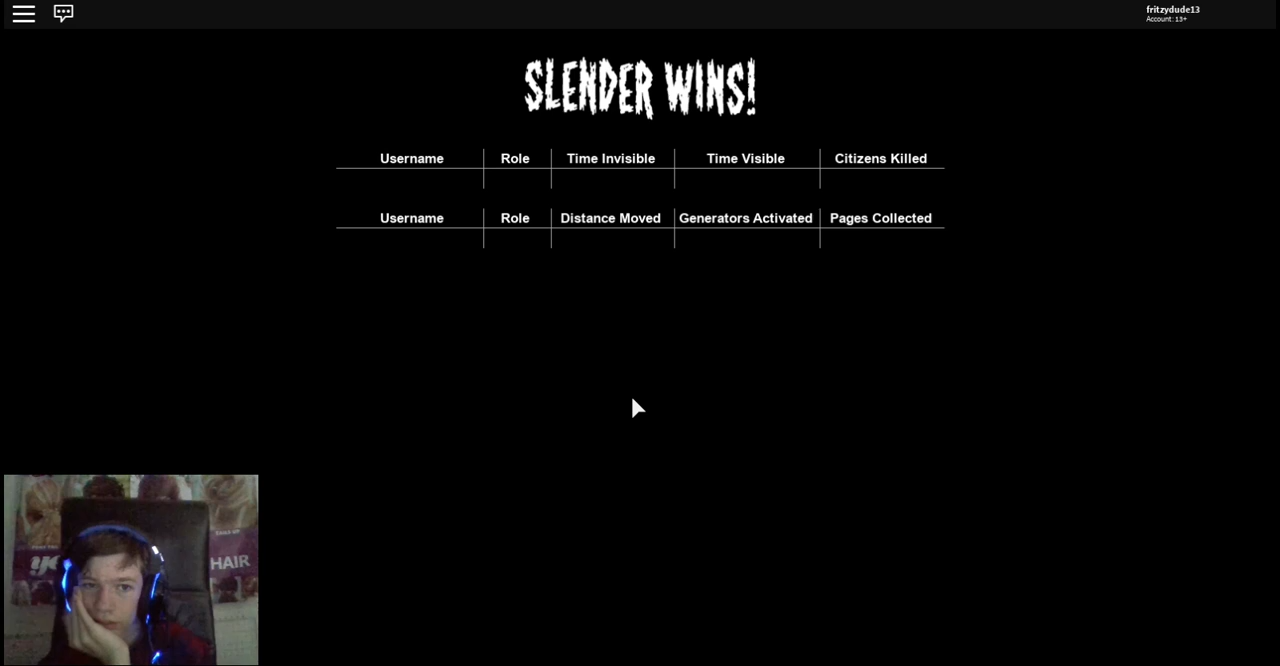 fritzydude13
Account: 13+
SLENDER WINS!
Username Role Time Invisible Time Visible Citizens Killed
Username Role Distance Moved Generators Activated Pages Collected
HAIR